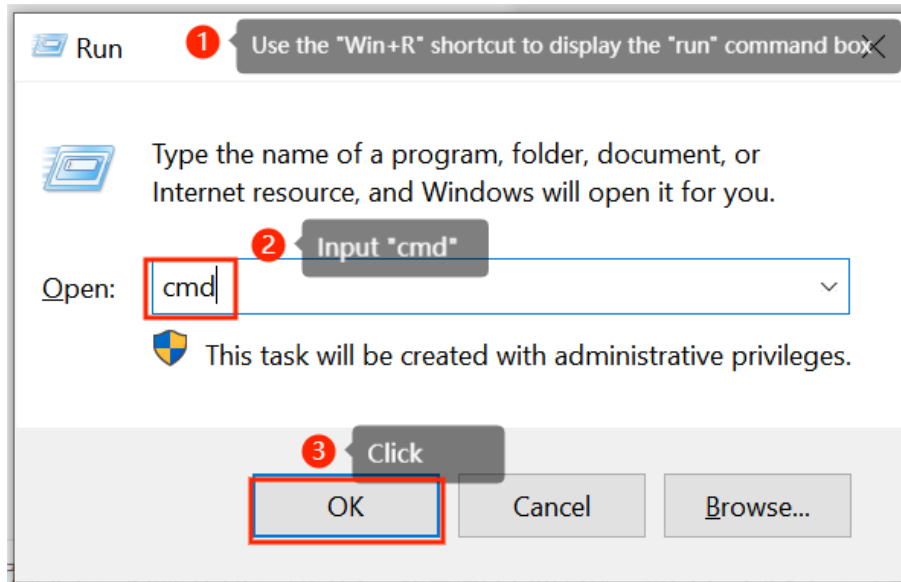 Run
1
Use the "Win+R" shortcut to display the "run" command box
Type the name of a program, folder, document, or
Internet resource, and Windows will open it for you.
2
Input "cmd"
Open:
cmd
This task will be created with administrative privileges.
3
Click
OK
Cancel
Browse...